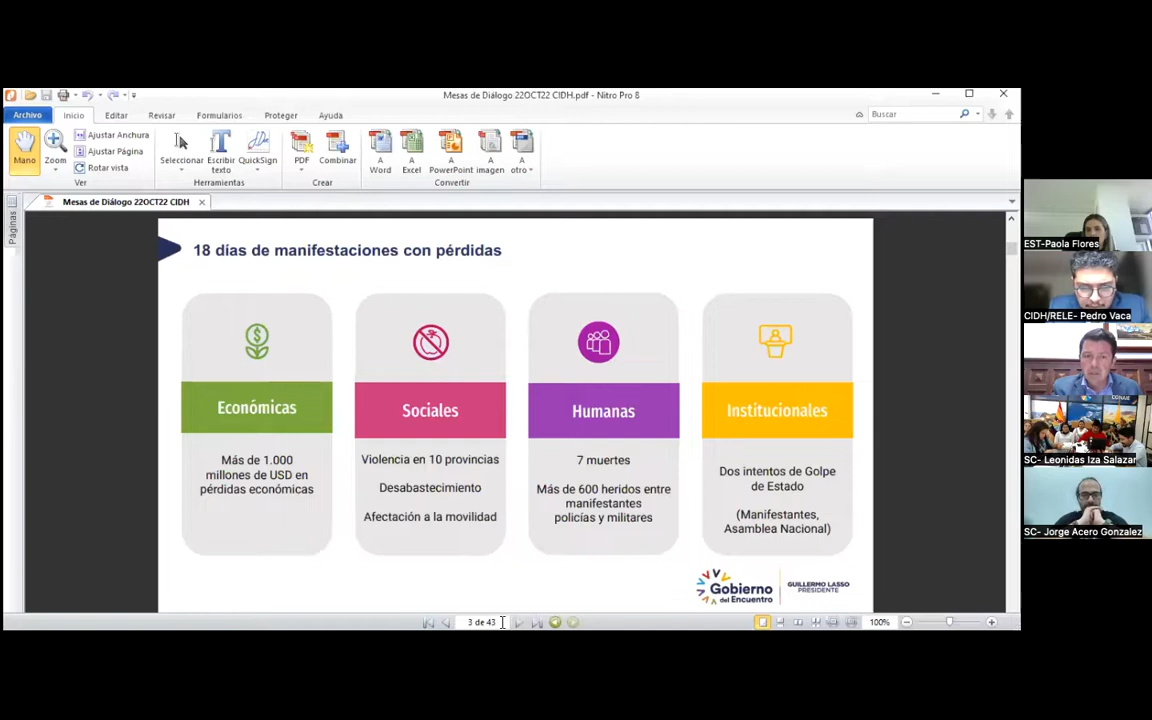 Mesas de Diálogo 22OCT22 CIDH.pdf - Nitro Pro 8
Archivo Inicio Editar Revisar Formularios Proteger Ayuda
Buscar
Mano
Zoom
Ajustar Anchura
Ajustar Página
Rotar vista
Ver
Seleccionar
Escribir texto
QuickSign
Herramientas
PDF
Combinar
Crear
A Word
A Excel
A PowerPoint
A imagen
A otro
Convertir
Páginas
Mesas de Diálogo 22OCT22 CIDH
18 días de manifestaciones con pérdidas
Económicas
Más de 1.000
millones de USD en
pérdidas económicas
Sociales
Violencia en 10 provincias
Desabastecimiento
Afectación a la movilidad
Humanas
7 muertes
Más de 600 heridos entre
manifestantes
policías y militares
Institucionales
Dos intentos de Golpe
de Estado
(Manifestantes,
Asamblea Nacional)
Gobierno
del Encuentro
GUILLERMO LASSO
PRESIDENTE
3 de 43
100%
EST-Paola Flores
CIDH/RELE- Pedro Vaca
CONAIE
SC- Leonidas Iza Salazar
SC- Jorge Acero Gonzalez